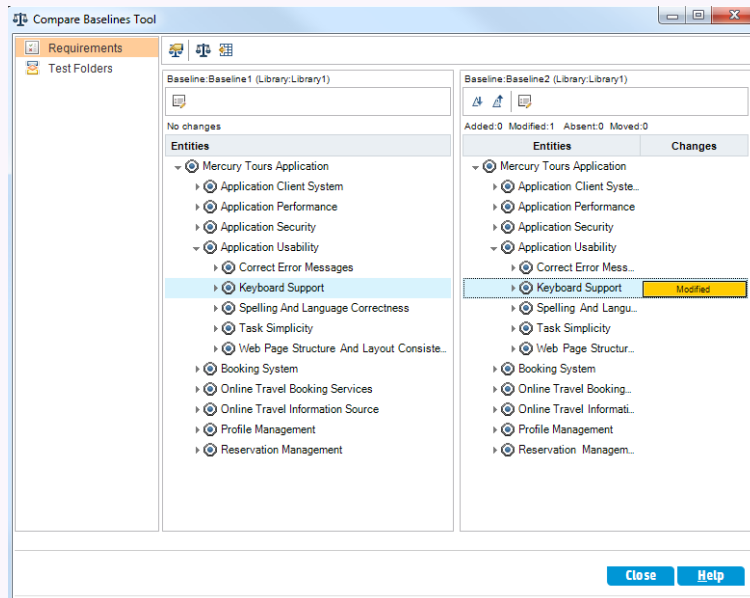 Compare Baselines Tool
Requirements
Test Folders
Baseline:Baseline1 (Library:Library1)
No changes
Entities
Mercury Tours Application
Application Client System
Application Performance
Application Security
Application Usability
Correct Error Messages
Keyboard Support
Spelling And Language Correctness
Task Simplicity
Web Page Structure And Layout Consiste...
Booking System
Online Travel Booking Services
Online Travel Information Source
Profile Management
Reservation Management
Baseline:Baseline2 (Library:Library1)
Added:0 Modified:1 Absent:0 Moved:0
Entities Changes
Mercury Tours Application
Application Client Syste...
Application Performance
Application Security
Application Usability
Correct Error Mess...
Keyboard Support Modified
Spelling And Langu...
Task Simplicity
Web Page Structur...
Booking System
Online Travel Booking...
Online Travel Informati...
Profile Management
Reservation Managem...
Close Help